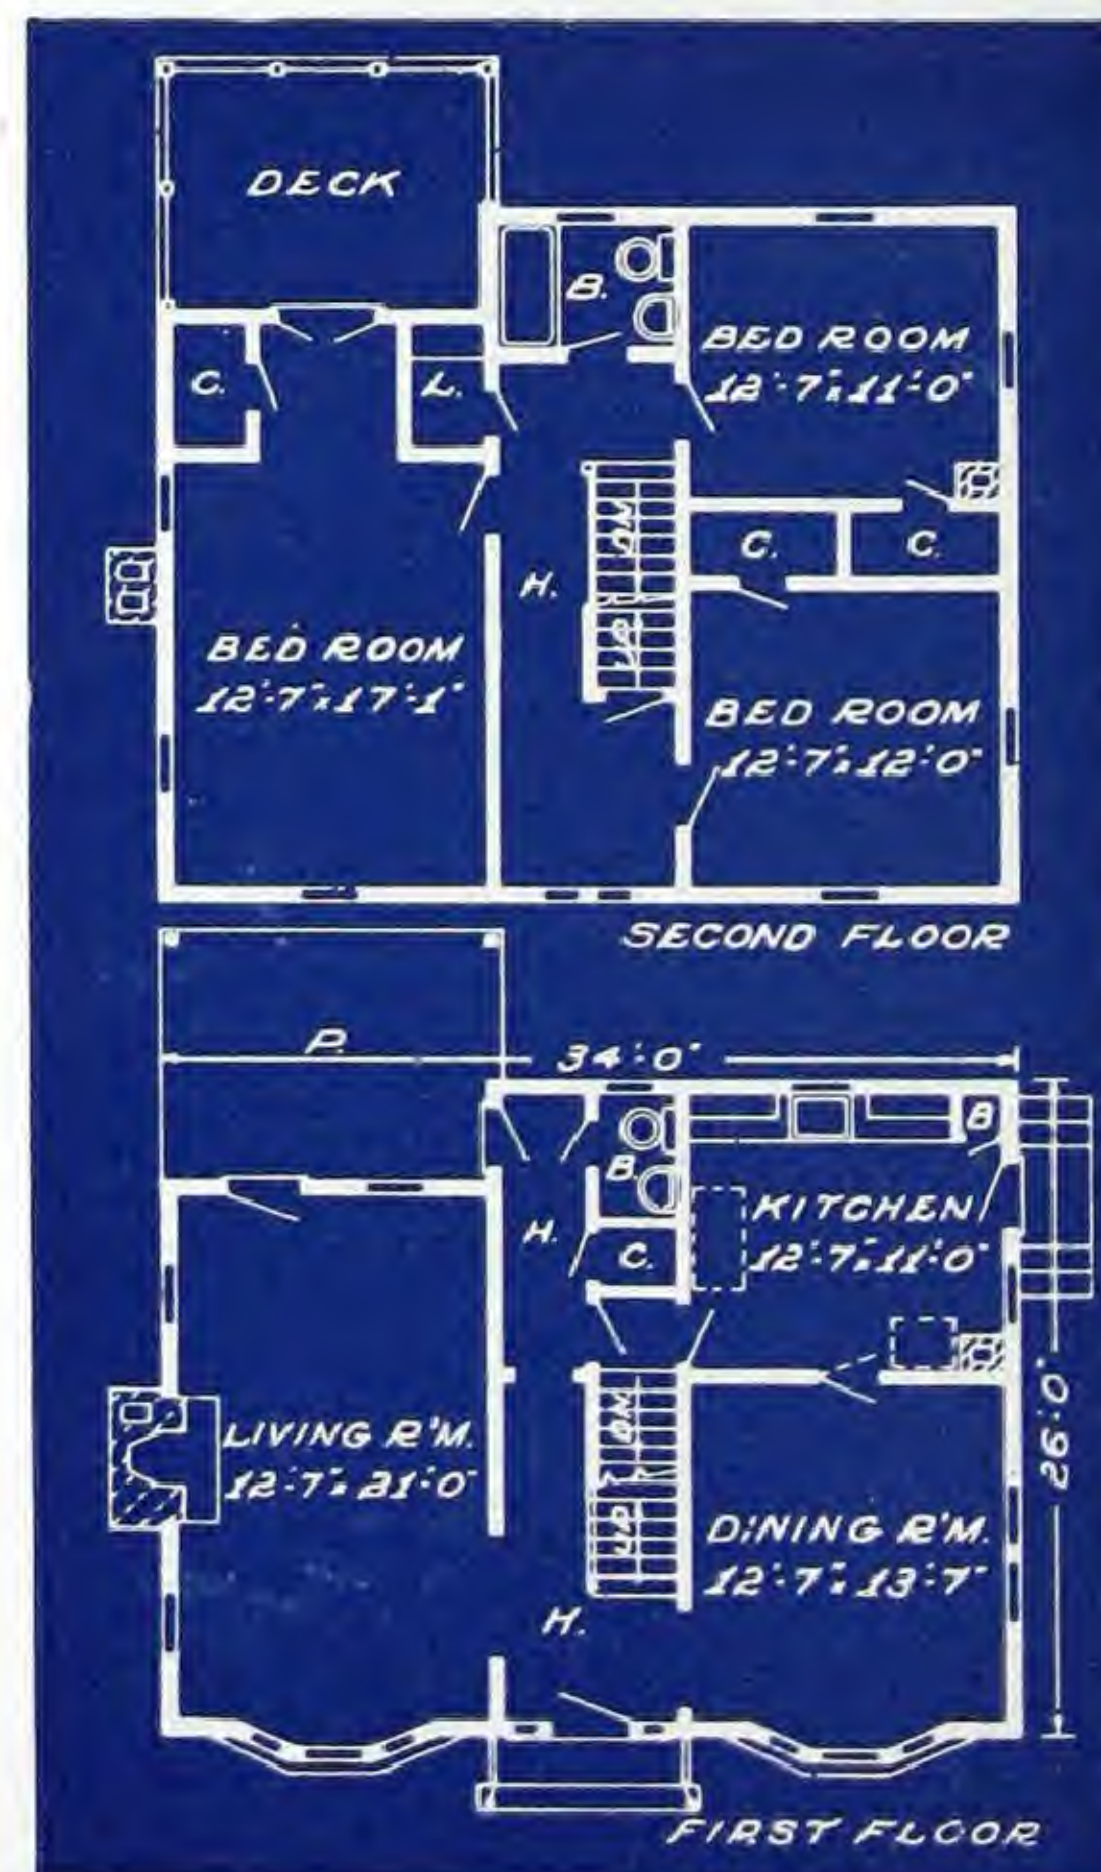 DECK
B.
BED ROOM
12'-7"x11'-0"
C.
L.
DN
C.
C.
H.
UP
BED ROOM
12'-7"x17'-1"
BED ROOM
12'-7"x12'-0"
SECOND FLOOR
P.
34'-0"
B
B.
KITCHEN
12'-7"x11'-0"
H.
C.
26'-0"
DN
LIVING R'M.
12'-7"x21'-0"
UP
DINING R'M.
12'-7"x13'-7"
H.
FIRST FLOOR